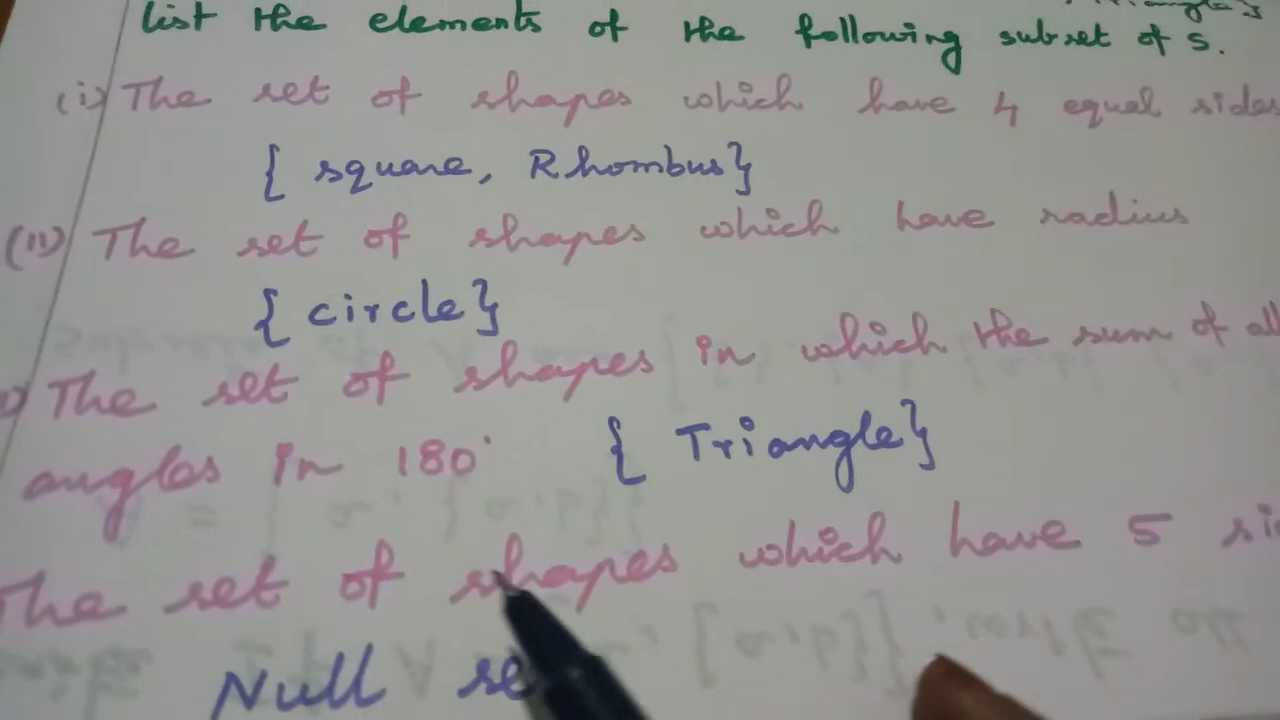 list the elements of the following subset of S.
(i) The set of shapes which have 4 equal sides
{ square, Rhombus}
(ii) The set of shapes which have radius
{ circle}
The set of shapes in which the sum of all
angles in 180° { Triangle}
The set of shapes which have 5
Null